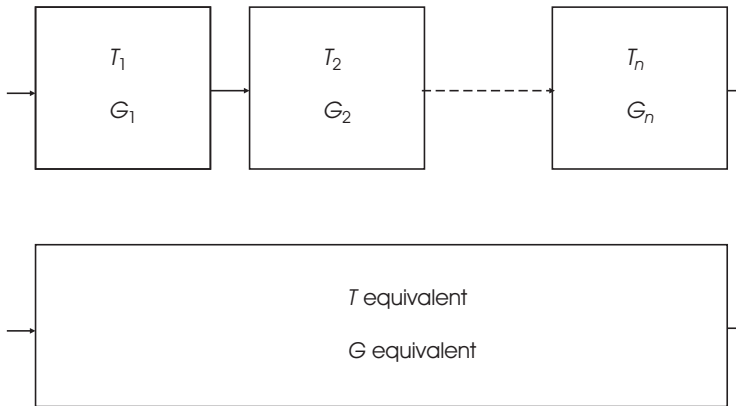 T₁ T₂ Tₙ
G₁ G₂ Gₙ
T equivalent
G equivalent